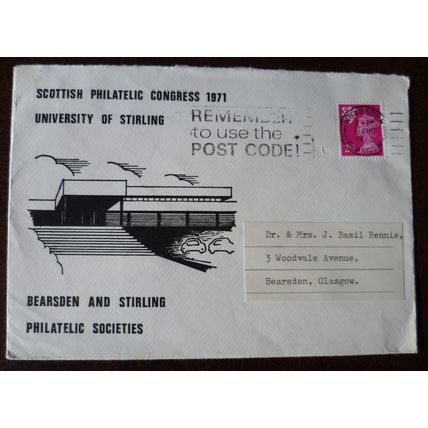 SCOTTISH PHILATELIC CONGRESS 1971
UNIVERSITY OF STIRLING
REMEMBER
to use the
POST CODE!
Dr. & Mrs. J. Basil Rennie,
3 Woodvale Avenue,
Bearsden, Glasgow.
BEARSDEN AND STIRLING
PHILATELIC SOCIETIES